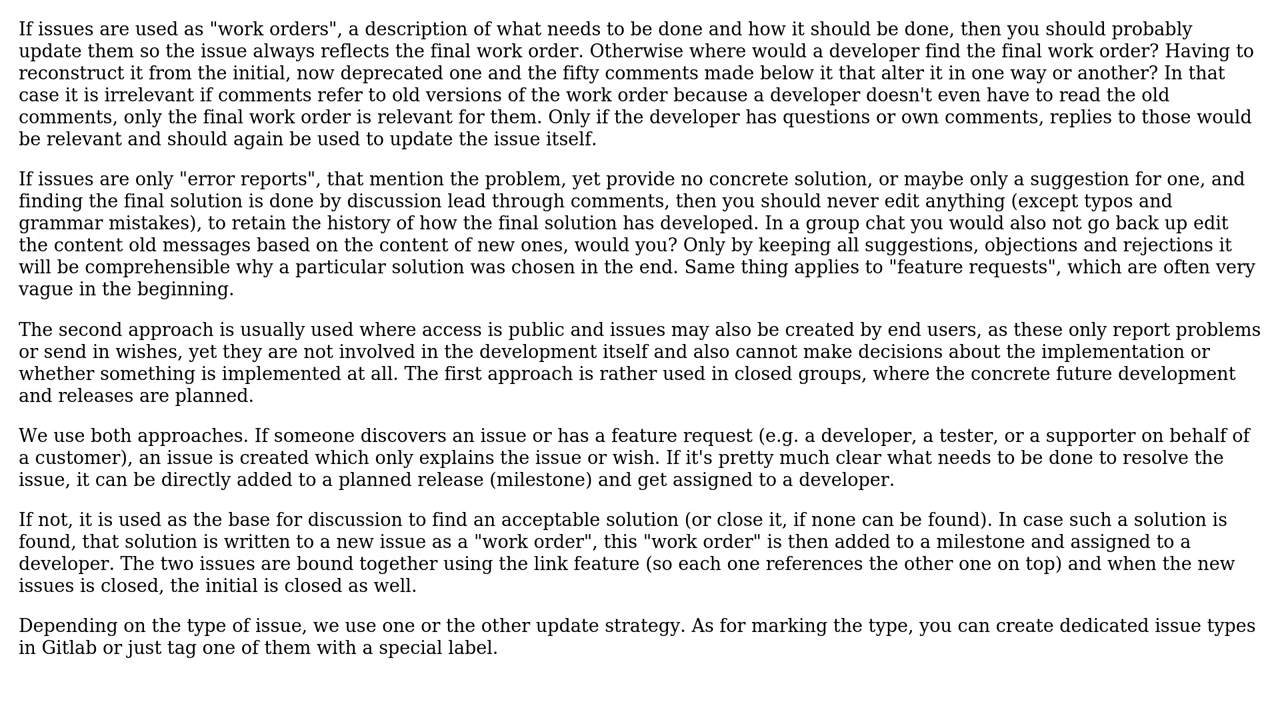 If issues are used as "work orders", a description of what needs to be done and how it should be done, then you should probably
update them so the issue always reflects the final work order. Otherwise where would a developer find the final work order? Having to
reconstruct it from the initial, now deprecated one and the fifty comments made below it that alter it in one way or another? In that
case it is irrelevant if comments refer to old versions of the work order because a developer doesn't even have to read the old
comments, only the final work order is relevant for them. Only if the developer has questions or own comments, replies to those would
be relevant and should again be used to update the issue itself.
If issues are only "error reports", that mention the problem, yet provide no concrete solution, or maybe only a suggestion for one, and
finding the final solution is done by discussion lead through comments, then you should never edit anything (except typos and
grammar mistakes), to retain the history of how the final solution has developed. In a group chat you would also not go back up edit
the content old messages based on the content of new ones, would you? Only by keeping all suggestions, objections and rejections it
will be comprehensible why a particular solution was chosen in the end. Same thing applies to "feature requests", which are often very
vague in the beginning.
The second approach is usually used where access is public and issues may also be created by end users, as these only report problems
or send in wishes, yet they are not involved in the development itself and also cannot make decisions about the implementation or
whether something is implemented at all. The first approach is rather used in closed groups, where the concrete future development
and releases are planned.
We use both approaches. If someone discovers an issue or has a feature request (e.g. a developer, a tester, or a supporter on behalf of
a customer), an issue is created which only explains the issue or wish. If it's pretty much clear what needs to be done to resolve the
issue, it can be directly added to a planned release (milestone) and get assigned to a developer.
If not, it is used as the base for discussion to find an acceptable solution (or close it, if none can be found). In case such a solution is
found, that solution is written to a new issue as a "work order", this "work order" is then added to a milestone and assigned to a
developer. The two issues are bound together using the link feature (so each one references the other one on top) and when the new
issues is closed, the initial is closed as well.
Depending on the type of issue, we use one or the other update strategy. As for marking the type, you can create dedicated issue types
in Gitlab or just tag one of them with a special label.